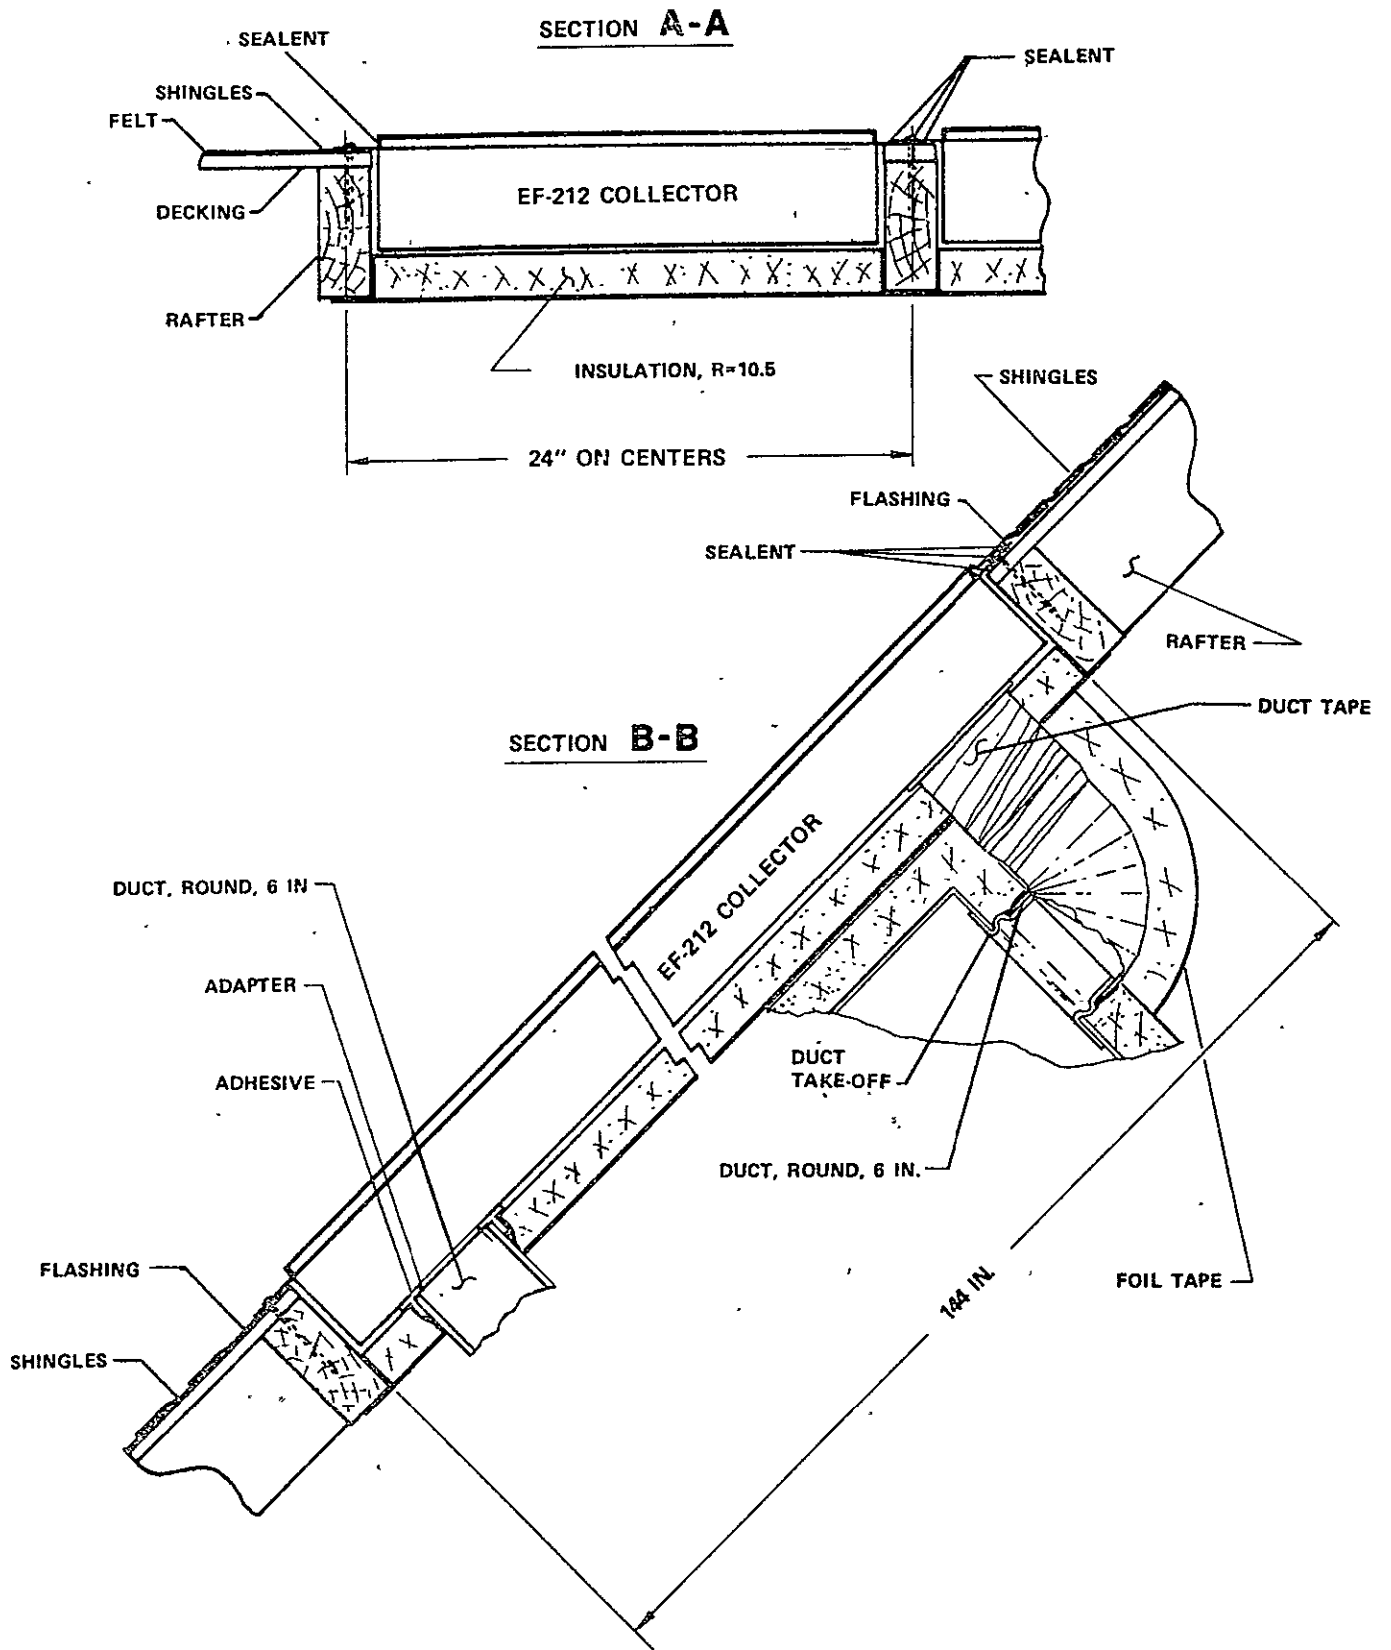 SECTION A-A
SEALENT
SEALENT
SHINGLES
FELT
DECKING
EF-212 COLLECTOR
RAFTER
INSULATION, R=10.5
SHINGLES
24" ON CENTERS
FLASHING
SEALENT
RAFTER
DUCT TAPE
SECTION B-B
EF-212 COLLECTOR
DUCT, ROUND, 6 IN
ADAPTER
ADHESIVE
DUCT
TAKE-OFF
DUCT, ROUND, 6 IN.
FLASHING
144 IN.
FOIL TAPE
SHINGLES